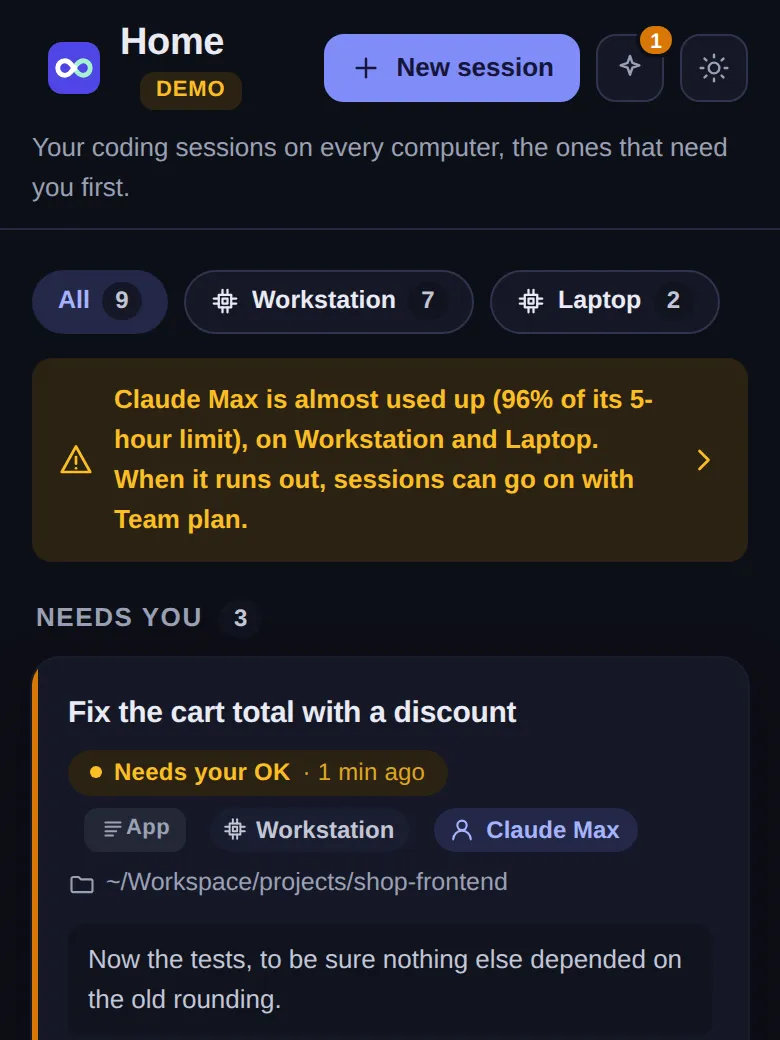 Home
DEMO
New session
1
Your coding sessions on every computer, the ones that need
you first.
All 9
Workstation 7
Laptop 2
Claude Max is almost used up (96% of its 5-
hour limit), on Workstation and Laptop.
When it runs out, sessions can go on with
Team plan.
NEEDS YOU 3
Fix the cart total with a discount
Needs your OK · 1 min ago
App Workstation Claude Max
~/Workspace/projects/shop-frontend
Now the tests, to be sure nothing else depended on
the old rounding.